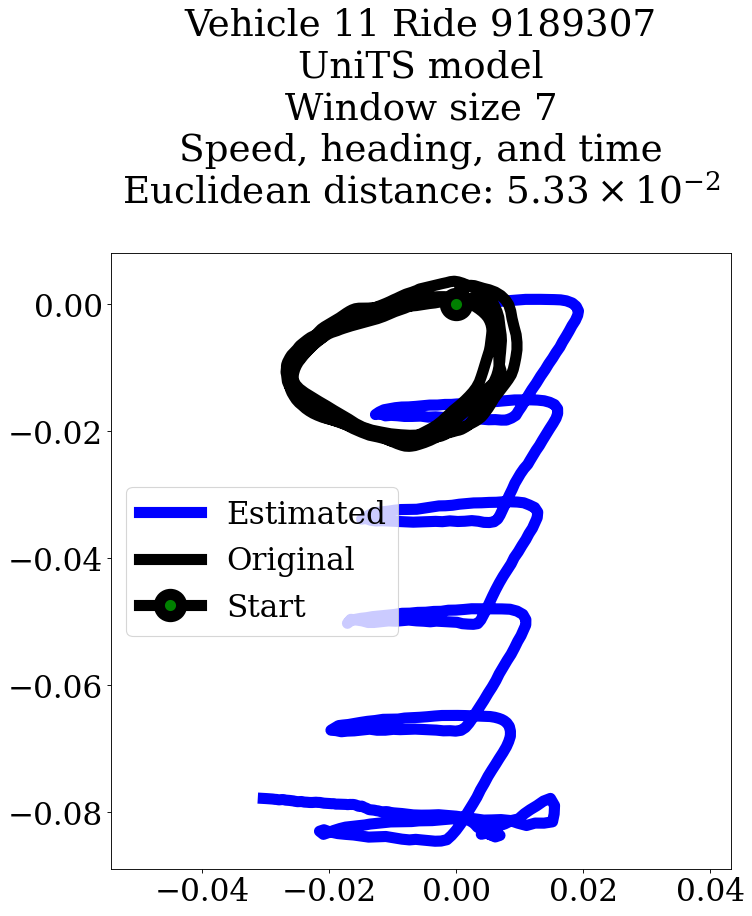 Vehicle 11 Ride 9189307
UniTS model
Window size 7
Speed, heading, and time
Euclidean distance: 5.33 × 10⁻²
0.00
−0.02
−0.04
−0.06
−0.08
Estimated
Original
Start
−0.04 −0.02 0.00 0.02 0.04